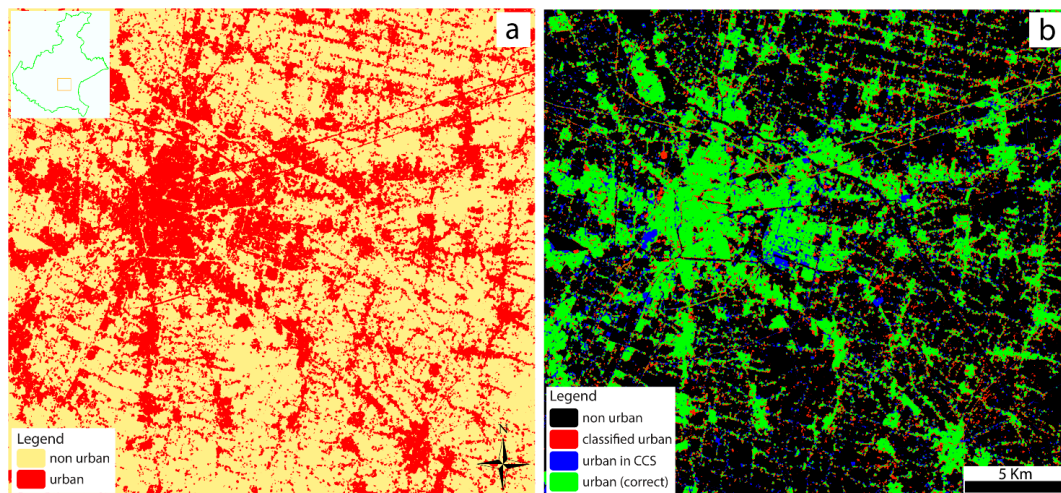 a
N
Legend
non urban
urban
b
Legend
non urban
classified urban
urban in CCS
urban (correct)
5 Km